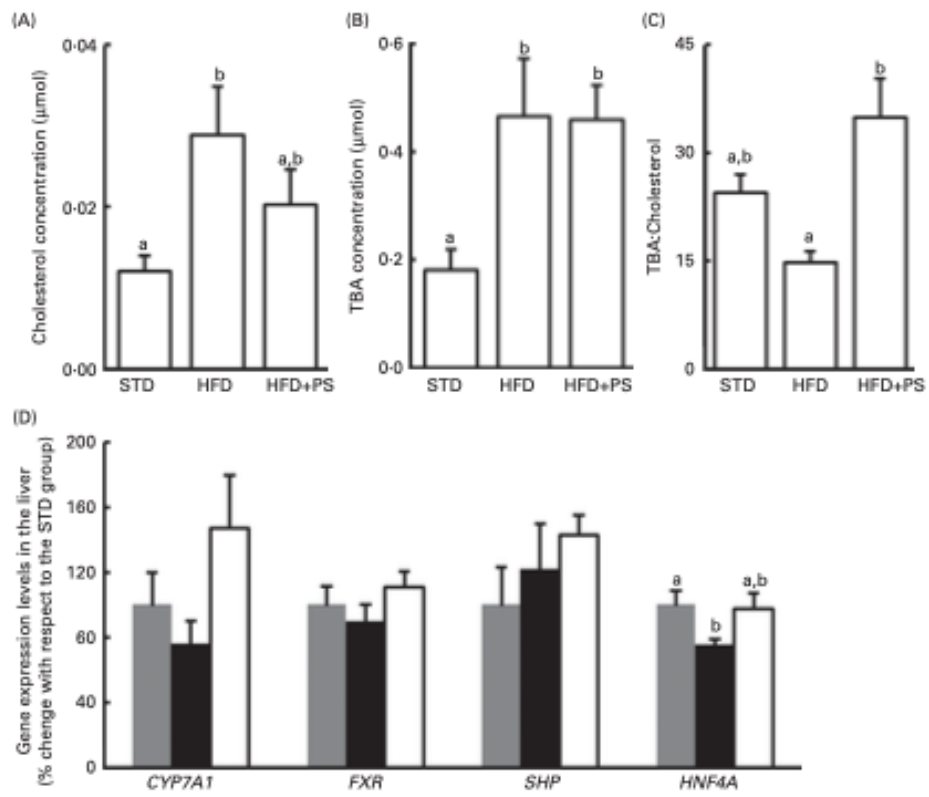 (A)
Cholesterol concentration (μmol)
0·04
0·02
0·00
a
b
a,b
STD HFD HFD+PS
(B)
TBA concentration (μmol)
0·6
0·4
0·2
0·0
a
b
b
STD HFD HFD+PS
(C)
TBA:Cholesterol
45
30
15
0
a,b
a
b
STD HFD HFD+PS
(D)
Gene expression levels in the liver
(% chenge with respect to the STD group)
200
160
120
80
40
0
a
b
a,b
CYP7A1 FXR SHP HNF4A